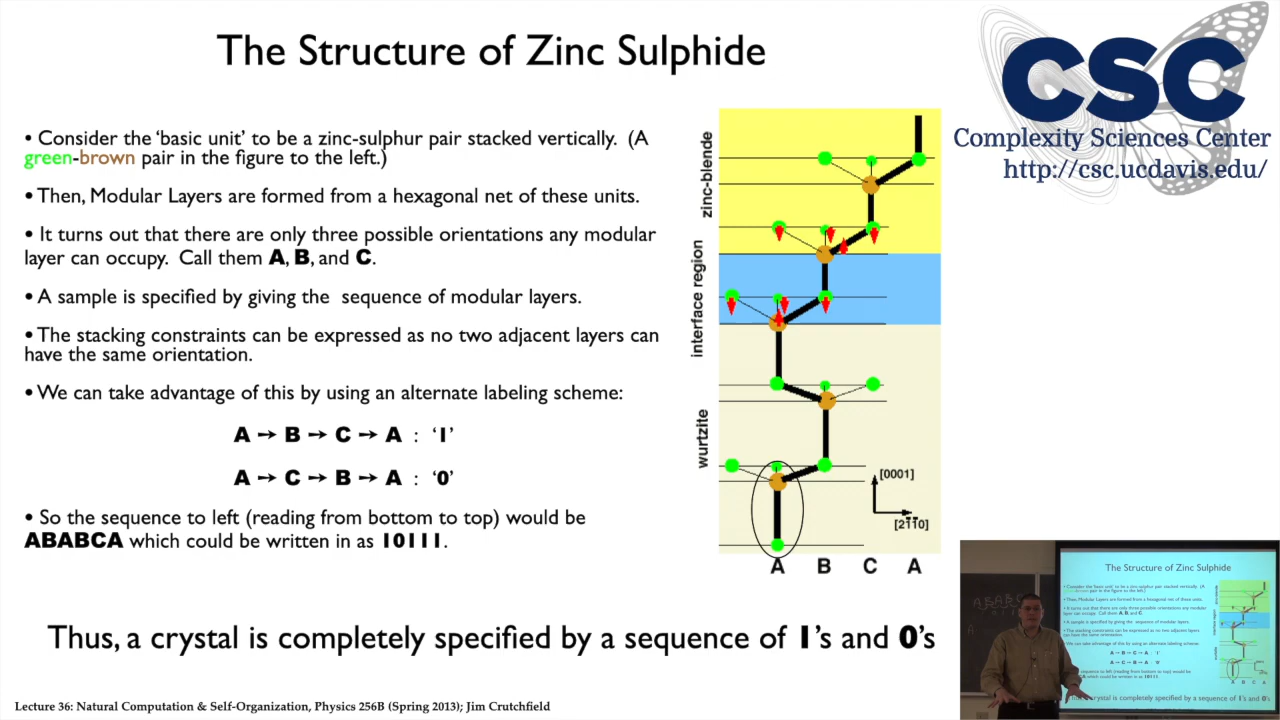 The Structure of Zinc Sulphide
• Consider the 'basic unit' to be a zinc-sulphur pair stacked vertically. (A
green-brown pair in the figure to the left.)
• Then, Modular Layers are formed from a hexagonal net of these units.
• It turns out that there are only three possible orientations any modular
layer can occupy. Call them A, B, and C.
• A sample is specified by giving the sequence of modular layers.
• The stacking constraints can be expressed as no two adjacent layers can
have the same orientation.
• We can take advantage of this by using an alternate labeling scheme:
A → B → C → A : '1'
A → C → B → A : '0'
• So the sequence to left (reading from bottom to top) would be
ABABCA which could be written in as 10111.
Thus, a crystal is completely specified by a sequence of 1's and 0's
Lecture 36: Natural Computation & Self-Organization, Physics 256B (Spring 2013); Jim Crutchfield
zinc-blende
interface region
wurtzite
[0001]
[2110]
A B C A
CSC
Complexity Sciences Center
http://csc.ucdavis.edu/
The Structure of Zinc Sulphide